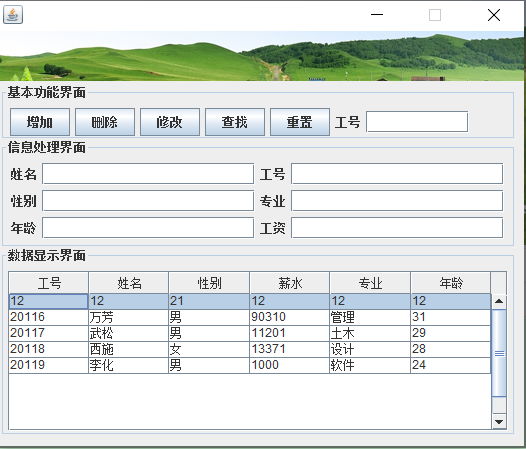 基本功能界面
增加 删除 修改 查找 重置 工号
信息处理界面
姓名 工号
性别 专业
年龄 工资
数据显示界面
工号 姓名 性别 薪水 专业 年龄
12 12 21 12 12 12
20116 万芳 男 90310 管理 31
20117 武松 男 11201 土木 29
20118 西施 女 13371 设计 28
20119 李化 男 1000 软件 24